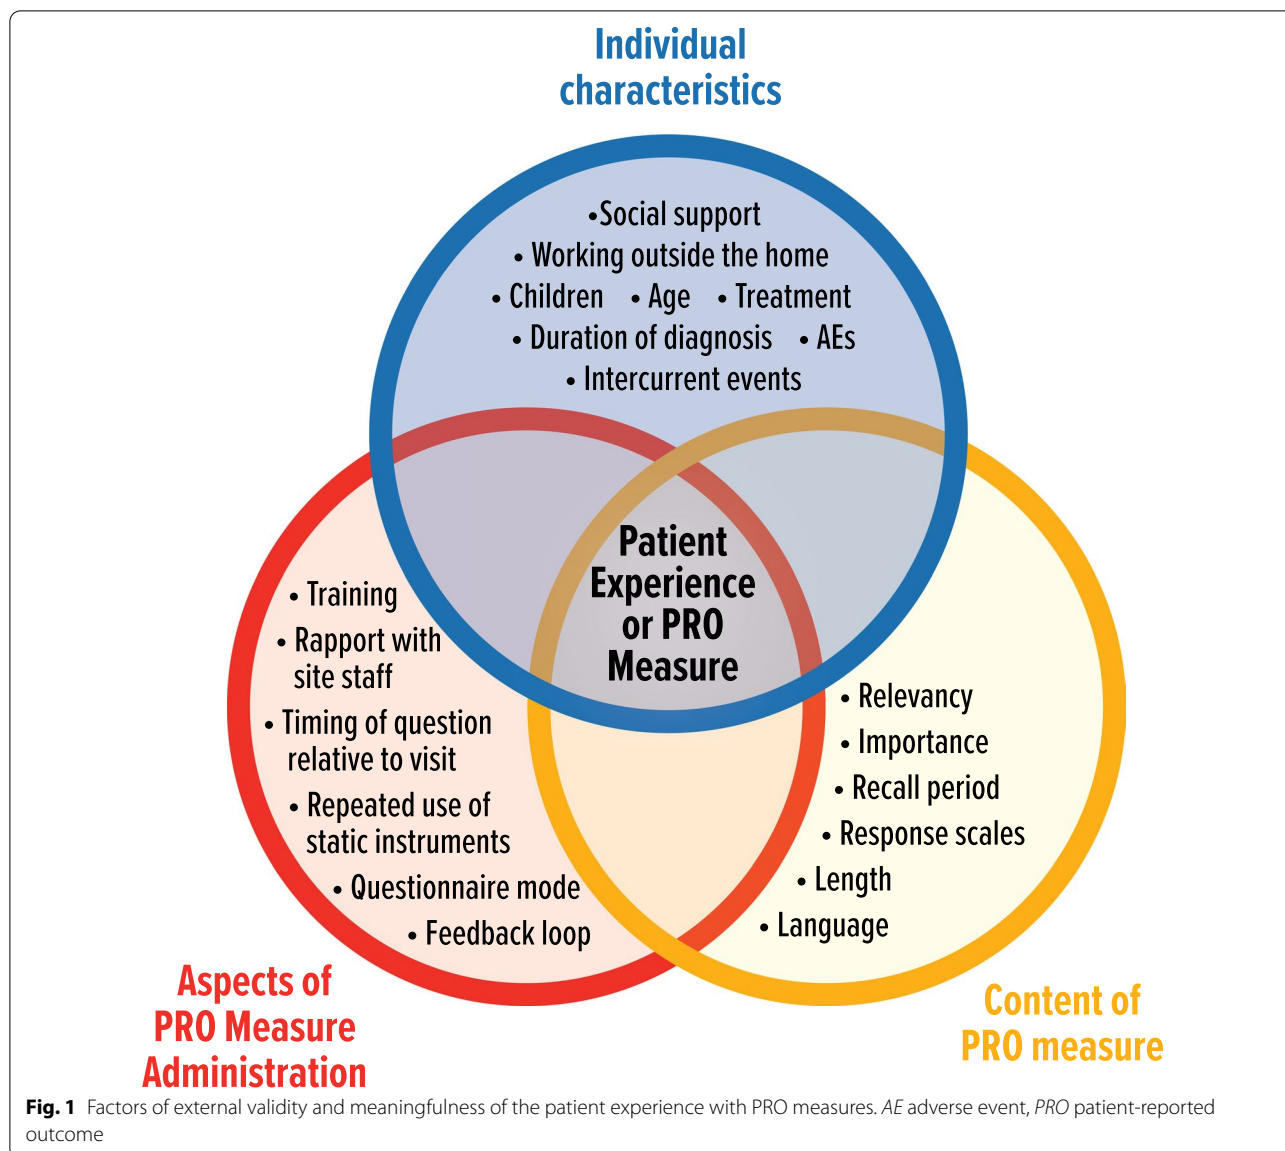 Individual
characteristics
•Social support
• Working outside the home
• Children • Age • Treatment
• Duration of diagnosis • AEs
• Intercurrent events
Patient
Experience
or PRO
Measure
• Training
• Rapport with
site staff
• Timing of question
relative to visit
• Repeated use of
static instruments
• Questionnaire mode
• Feedback loop
• Relevancy
• Importance
• Recall period
• Response scales
• Length
• Language
Aspects of
PRO Measure
Administration
Content of
PRO measure
Fig. 1 Factors of external validity and meaningfulness of the patient experience with PRO measures. AE adverse event, PRO patient-reported
outcome